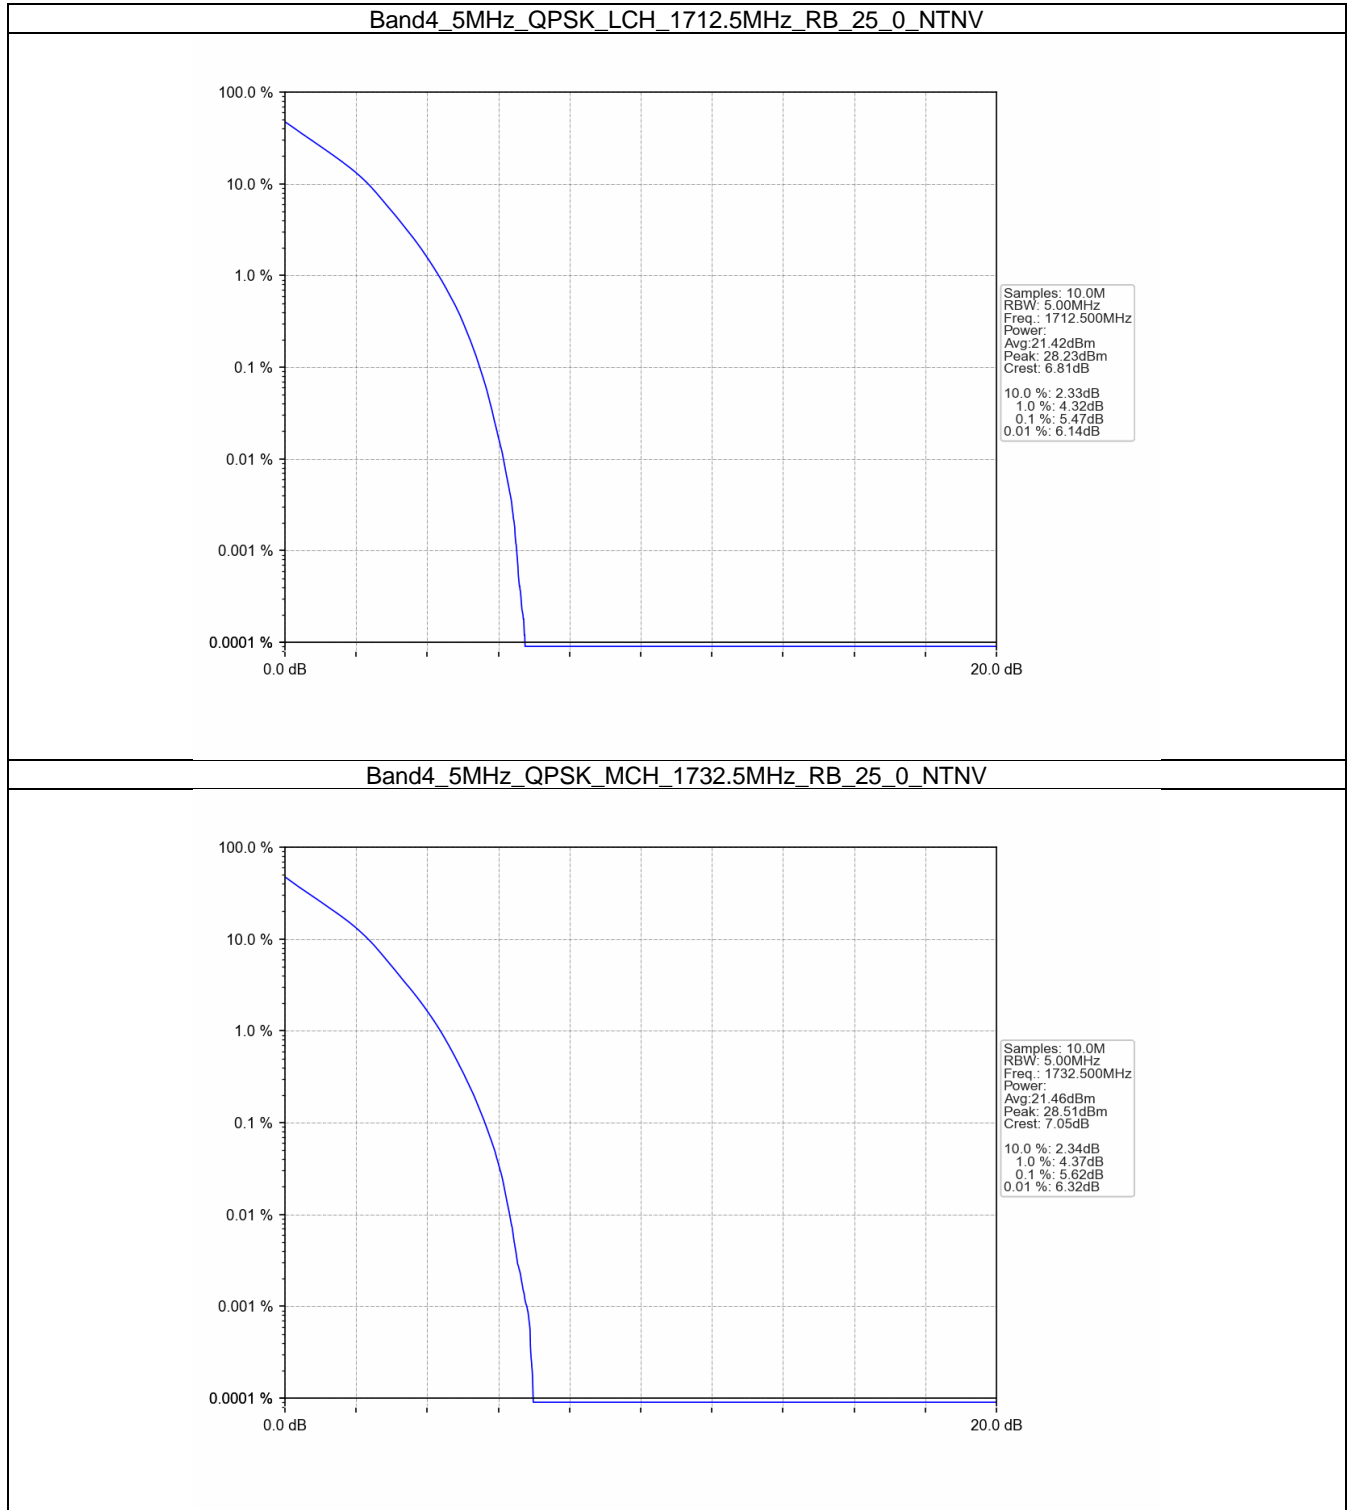 Band4_5MHz_QPSK_LCH_1712.5MHz_RB_25_0_NTNV
100.0 %
10.0 %
1.0 %
0.1 %
0.01 %
0.001 %
0.0001 %
0.0 dB
20.0 dB
Samples: 10.0M
RBW: 5.00MHz
Freq.: 1712.500MHz
Power:
Avg:21.42dBm
Peak: 28.23dBm
Crest: 6.81dB
10.0 %: 2.33dB
1.0 %: 4.32dB
0.1 %: 5.47dB
0.01 %: 6.14dB
Band4_5MHz_QPSK_MCH_1732.5MHz_RB_25_0_NTNV
100.0 %
10.0 %
1.0 %
0.1 %
0.01 %
0.001 %
0.0001 %
0.0 dB
20.0 dB
Samples: 10.0M
RBW: 5.00MHz
Freq.: 1732.500MHz
Power:
Avg:21.46dBm
Peak: 28.51dBm
Crest: 7.05dB
10.0 %: 2.34dB
1.0 %: 4.37dB
0.1 %: 5.62dB
0.01 %: 6.32dB